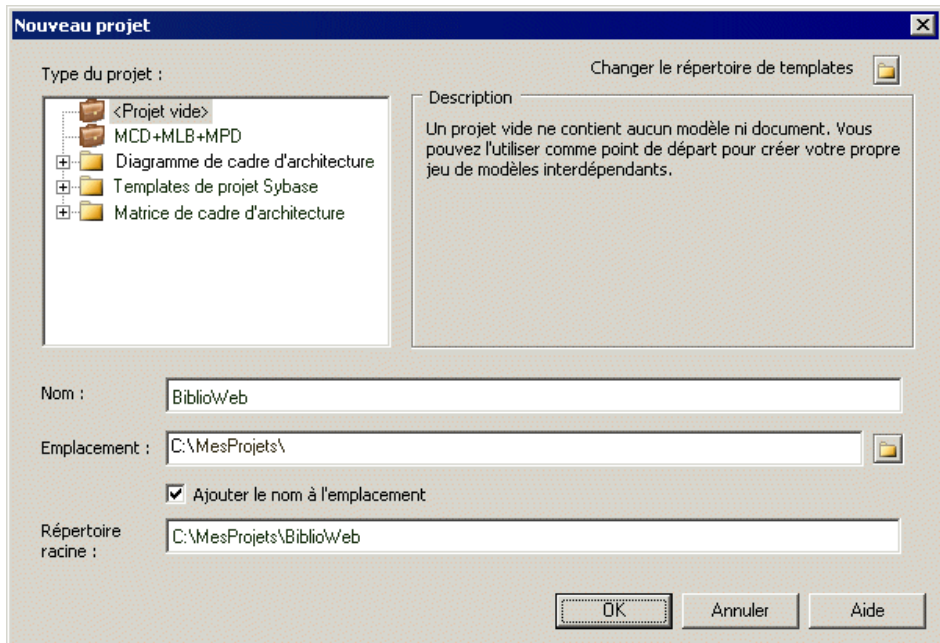 Nouveau projet
Type du projet :
Changer le répertoire de templates
<Projet vide>
MCD+MLB+MPD
Diagramme de cadre d'architecture
Templates de projet Sybase
Matrice de cadre d'architecture
Description
Un projet vide ne contient aucun modèle ni document. Vous
pouvez l'utiliser comme point de départ pour créer votre propre
jeu de modèles interdépendants.
Nom :
BiblioWeb
Emplacement :
C:\MesProjets\
Ajouter le nom à l'emplacement
Répertoire
racine :
C:\MesProjets\BiblioWeb
OK
Annuler
Aide